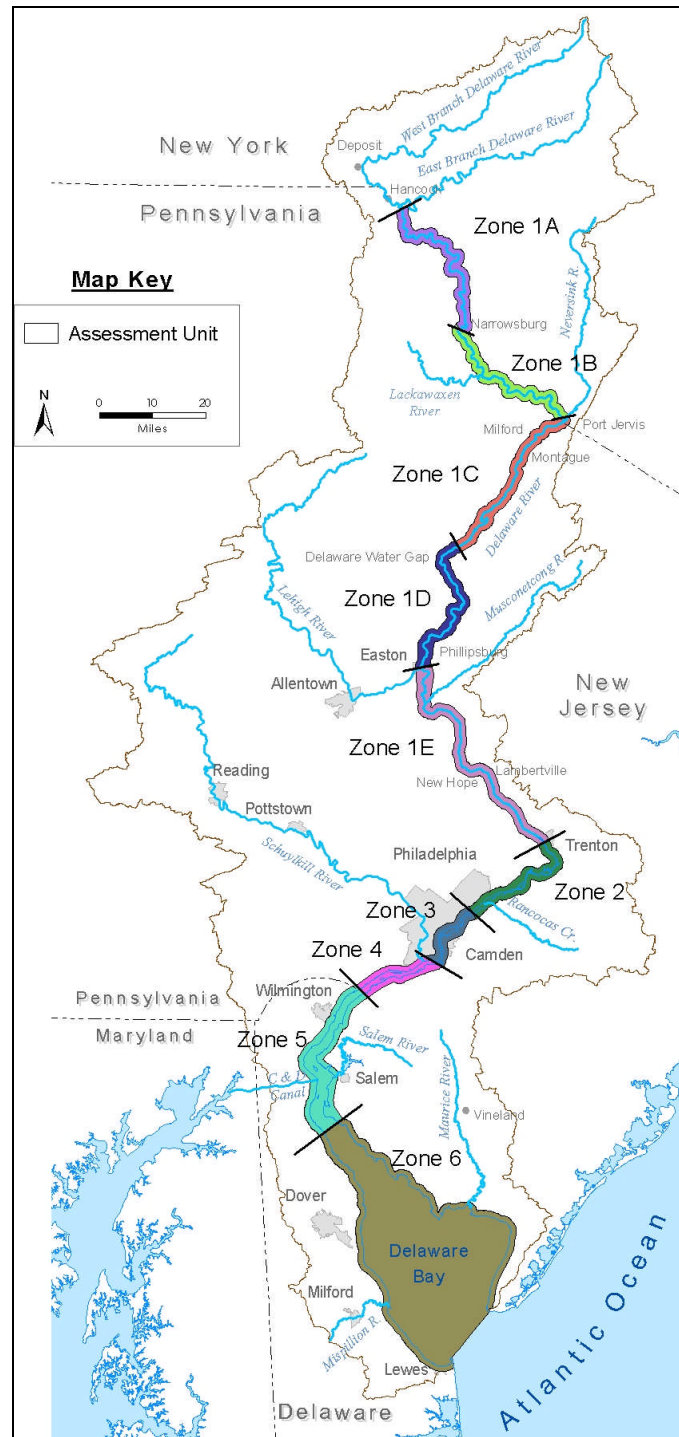 West Branch Delaware River
East Branch Delaware River
New York
Deposit
Hancock
Pennsylvania
Zone 1A
Neversink R.
Map Key
Assessment Unit
N
0 10 20
Miles
Narrowsburg
Zone 1B
Lackawaxen
River
Milford
Port Jervis
Montague
Zone 1C
Delaware River
Delaware Water Gap
Musconetcong R.
Lehigh River
Zone 1D
Easton
Phillipsburg
Allentown
New
Jersey
Zone 1E
Lambertville
New Hope
Reading
Pottstown
Schuylkill River
Trenton
Philadelphia
Zone 2
Rancocas Cr.
Zone 3
Camden
Zone 4
Wilmington
Pennsylvania
Maryland
Zone 5
Salem River
C & D
Canal
Salem
Maurice River
Vineland
Zone 6
Dover
Delaware
Bay
Milford
Mispillion R.
Lewes
Delaware
Atlantic Ocean